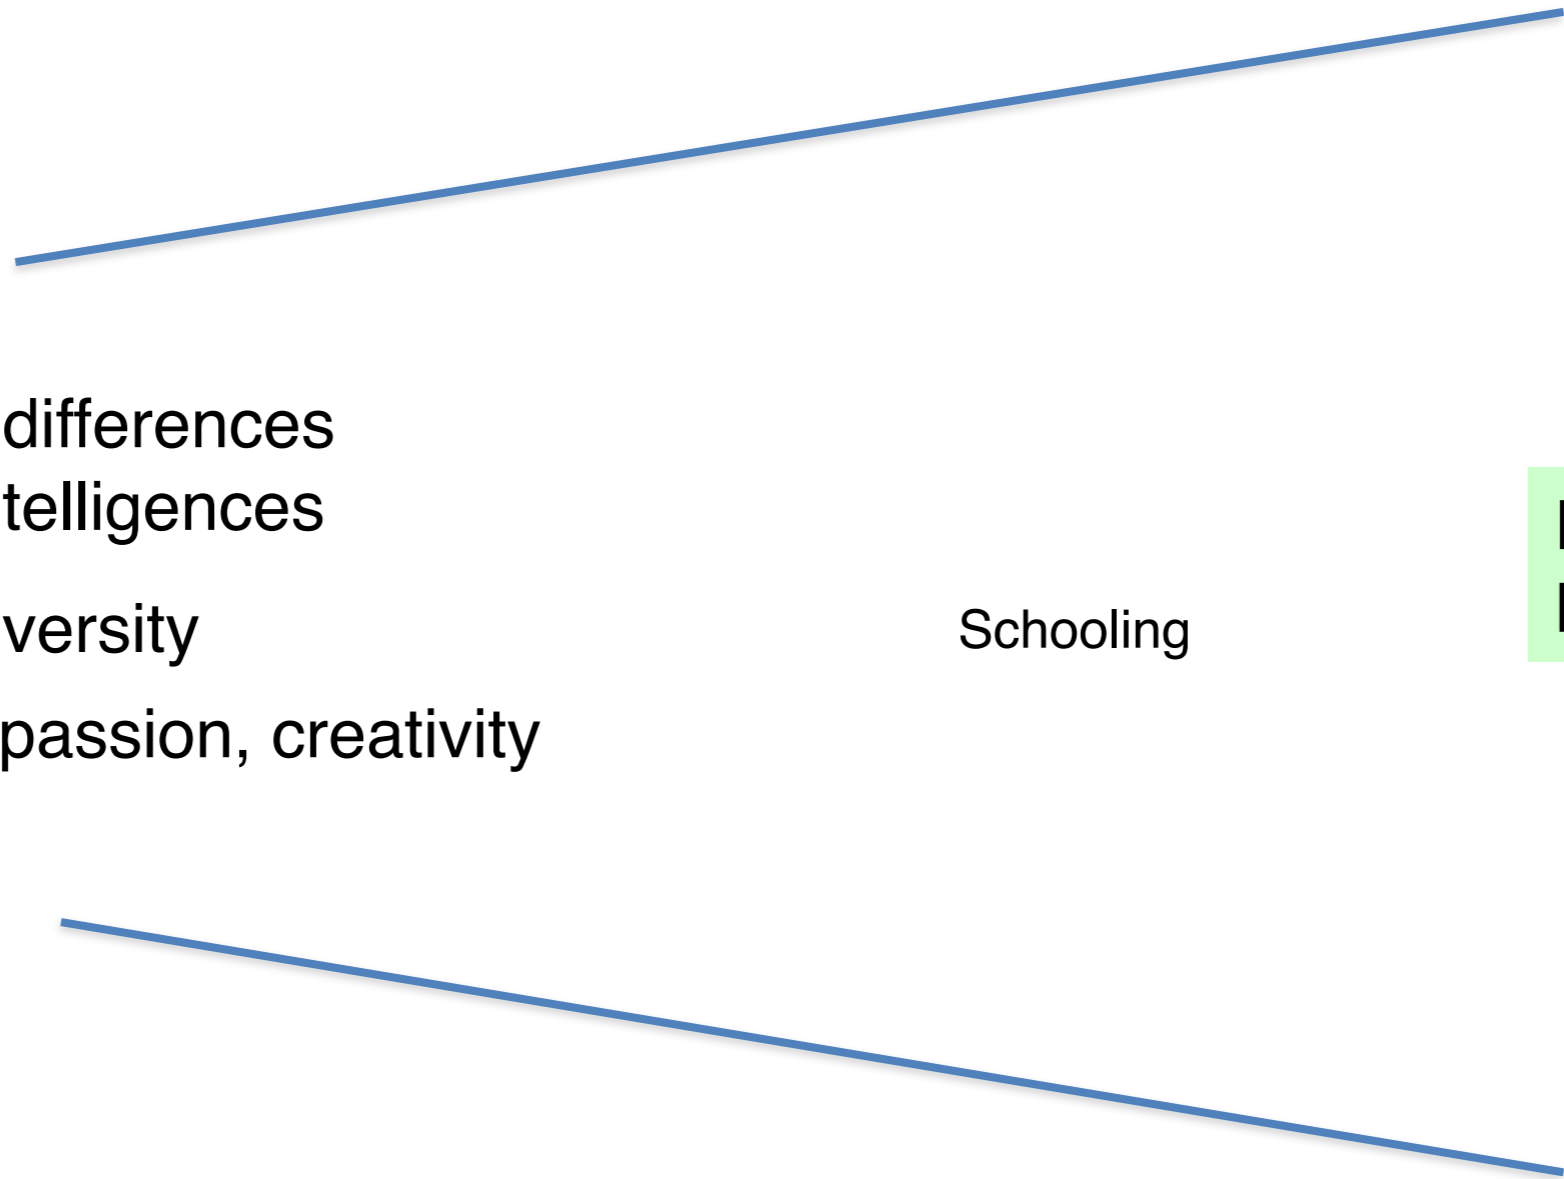 differences
telligences
versity
Schooling
passion, creativity